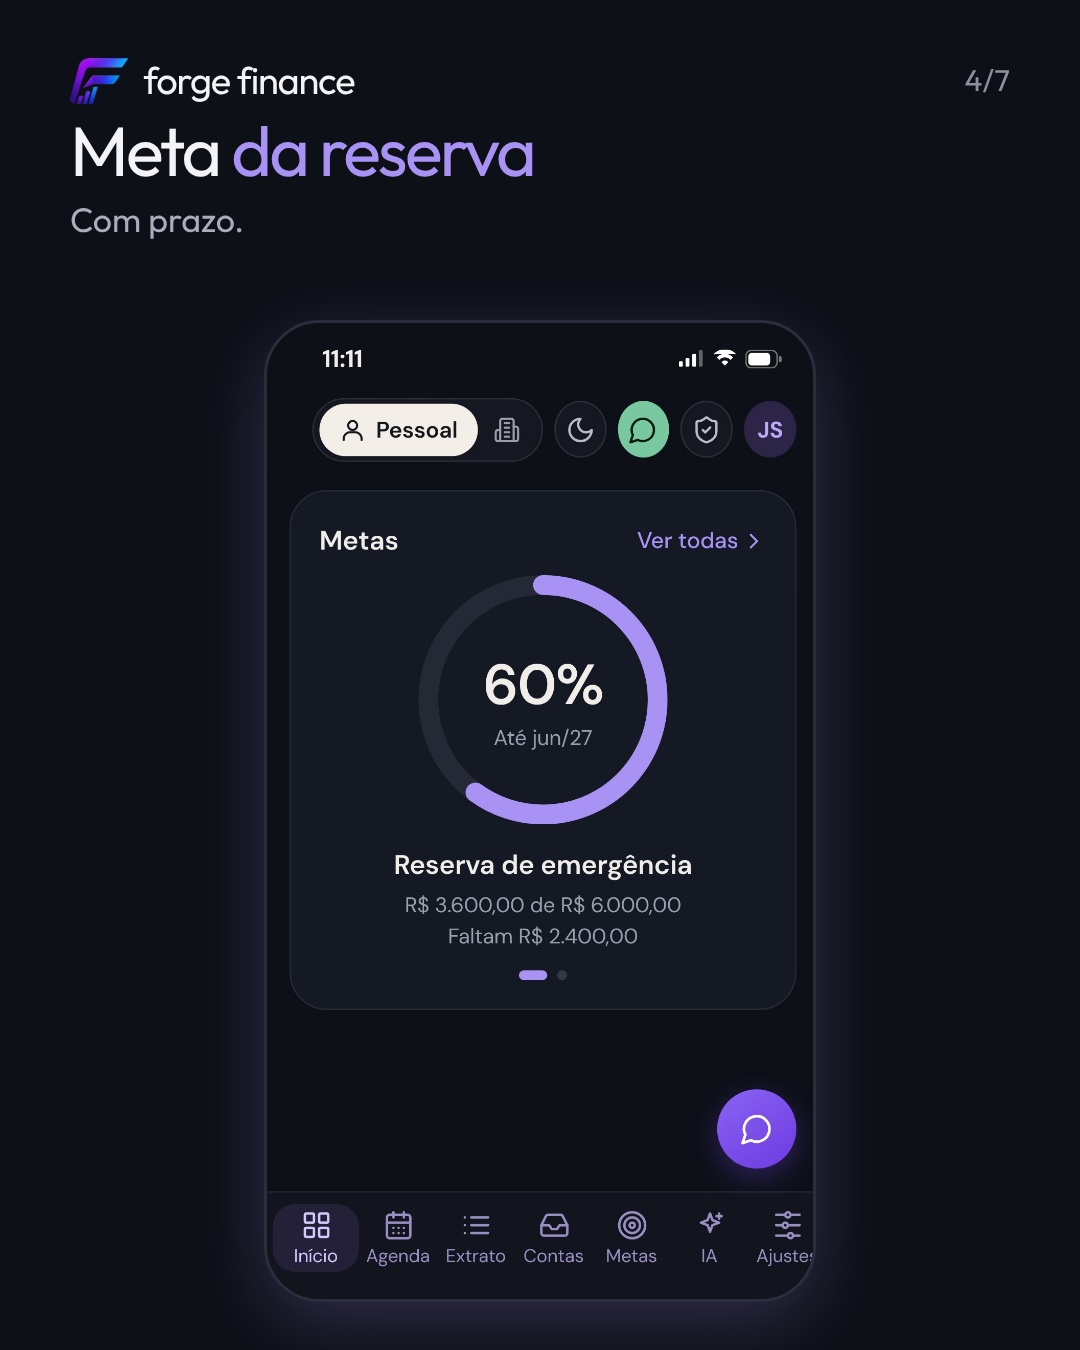 forge finance
4/7
Meta da reserva
Com prazo.
11:11
Pessoal
JS
Metas
Ver todas
60%
Até jun/27
Reserva de emergência
R$ 3.600,00 de R$ 6.000,00
Faltam R$ 2.400,00
Início
Agenda
Extrato
Contas
Metas
IA
Ajustes